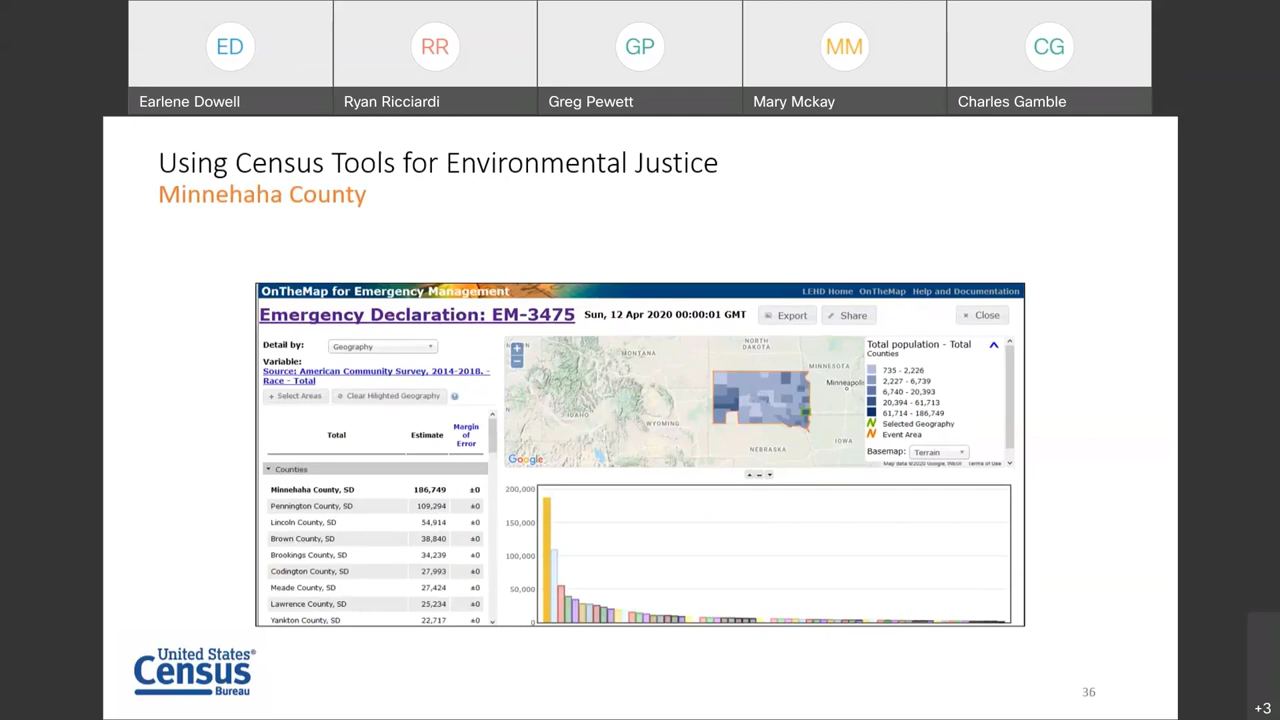 ED
RR
GP
MM
CG
Earlene Dowell
Ryan Ricciardi
Greg Pewett
Mary Mckay
Charles Gamble
Using Census Tools for Environmental Justice
Minnehaha County
OnTheMap for Emergency Management
LEHD Home OnTheMap Help and Documentation
Emergency Declaration: EM-3475 Sun, 12 Apr 2020 00:00:01 GMT
Export
Share
Close
Detail by: Geography
Variable:
Source: American Community Survey, 2014-2018, -
Race - Total
+ Select Areas
Clear Hilighted Geography
Total Estimate Margin of Error
Counties
Minnehaha County, SD 186,749 ±0
Pennington County, SD 109,294 ±0
Lincoln County, SD 54,914 ±0
Brown County, SD 38,840 ±0
Brookings County, SD 34,239 ±0
Codington County, SD 27,993 ±0
Meade County, SD 27,424 ±0
Lawrence County, SD 25,234 ±0
Yankton County, SD 22,717 ±0
MONTANA
NORTH
DAKOTA
MINNESOTA
Minneapoli
IDAHO
WYOMING
NEBRASKA
IOWA
Google
Total population - Total
Counties
735 - 2,226
2,227 - 6,739
6,740 - 20,393
20,394 - 61,713
61,714 - 186,749
Selected Geography
Event Area
Basemap: Terrain
Map data ©2020 Google, INEGI Terms of Use
200,000
150,000
100,000
50,000
0
United States®
Census
Bureau
36
+3